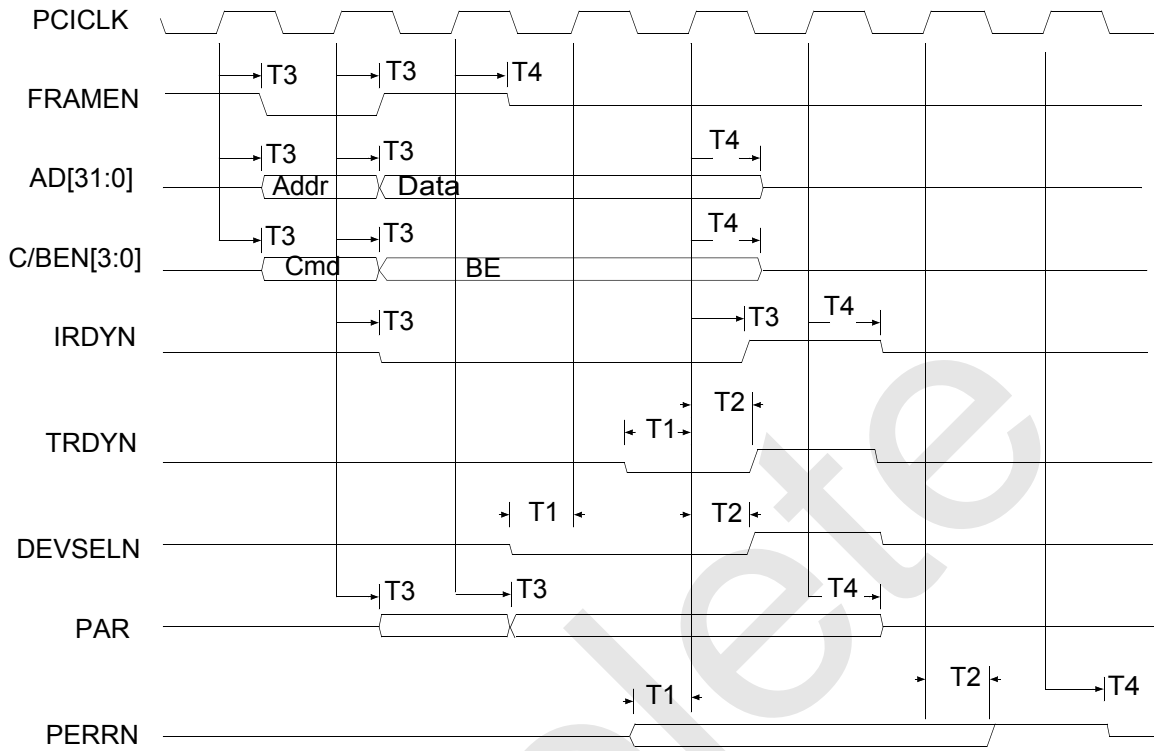 PCICLK
T3 T3 T4
FRAMEN
T3 T3 T4
AD[31:0]
Addr Data
T3 T3 T4
C/BEN[3:0]
Cmd BE
T3 T3 T4
IRDYN
T2
T1
TRDYN
T1 T2
DEVSELN
T3 T3 T4
PAR
T1 T2 T4
PERRN